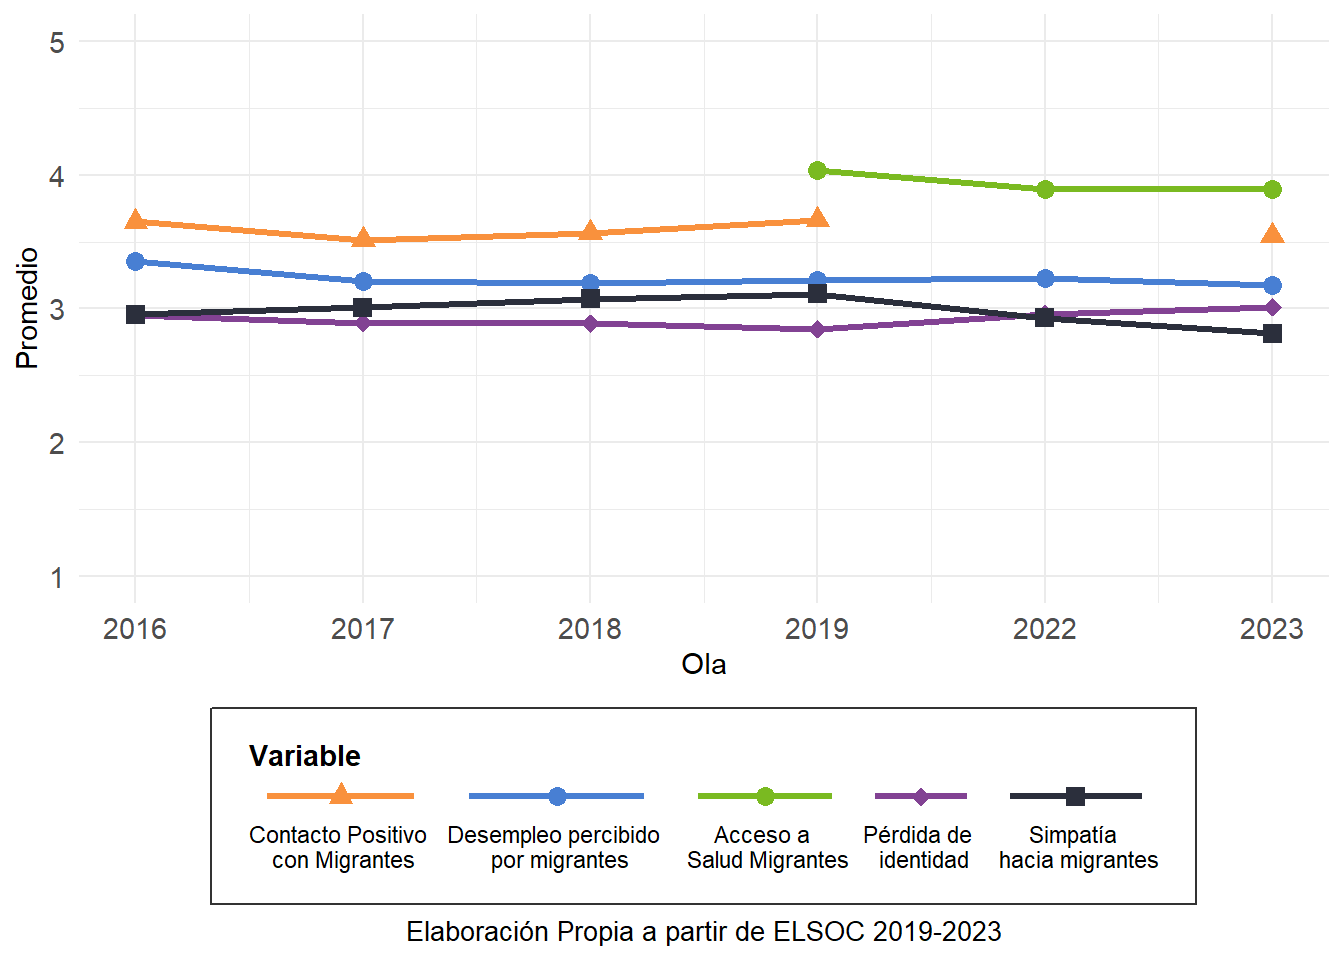 5
4
3
2
1
Promedio
2016 2017 2018 2019 2022 2023
Ola
Variable
Contacto Positivo
con Migrantes
Desempleo percibido
por migrantes
Acceso a
Salud Migrantes
Pérdida de
identidad
Simpatía
hacia migrantes
Elaboración Propia a partir de ELSOC 2019-2023